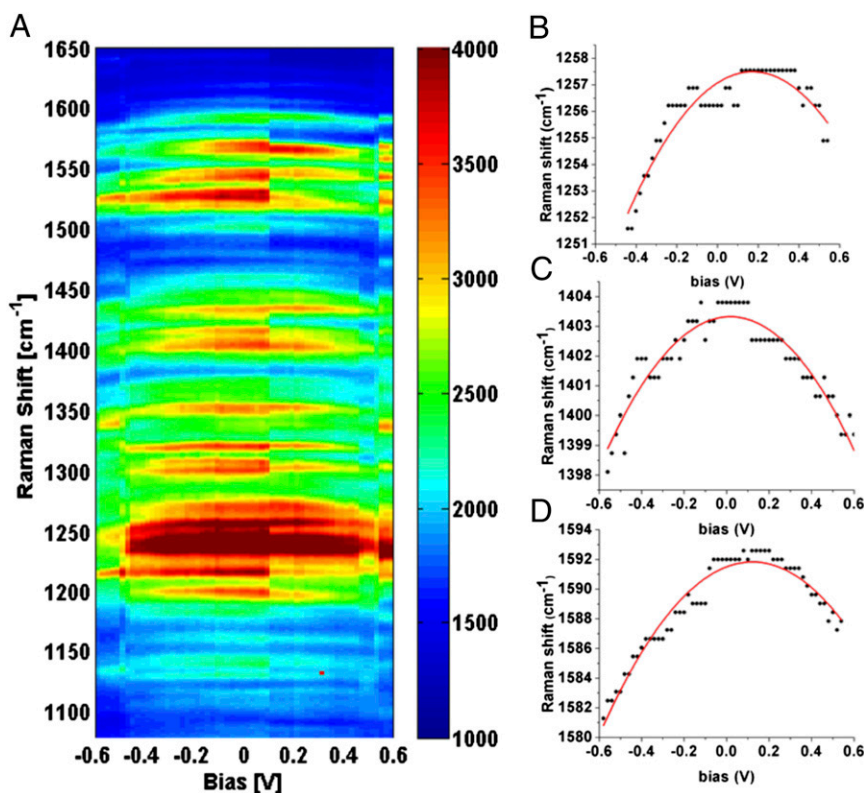 A
1650
1600
1550
1500
1450
1400
1350
1300
1250
1200
1150
1100
Raman Shift [cm-1]
-0.6 -0.4 -0.2 0 0.2 0.4 0.6
Bias [V]
4000
3500
3000
2500
2000
1500
1000
B
1258
1257
1256
1255
1254
1253
1252
1251
Raman shift (cm-1)
-0.6 -0.4 -0.2 0.0 0.2 0.4 0.6
bias (V)
C
1404
1403
1402
1401
1400
1399
1398
Raman shift (cm-1)
-0.6 -0.4 -0.2 0.0 0.2 0.4 0.6
bias (V)
D
1594
1592
1590
1588
1586
1584
1582
1580
Raman shift (cm-1)
-0.6 -0.4 -0.2 0.0 0.2 0.4 0.6
bias (V)